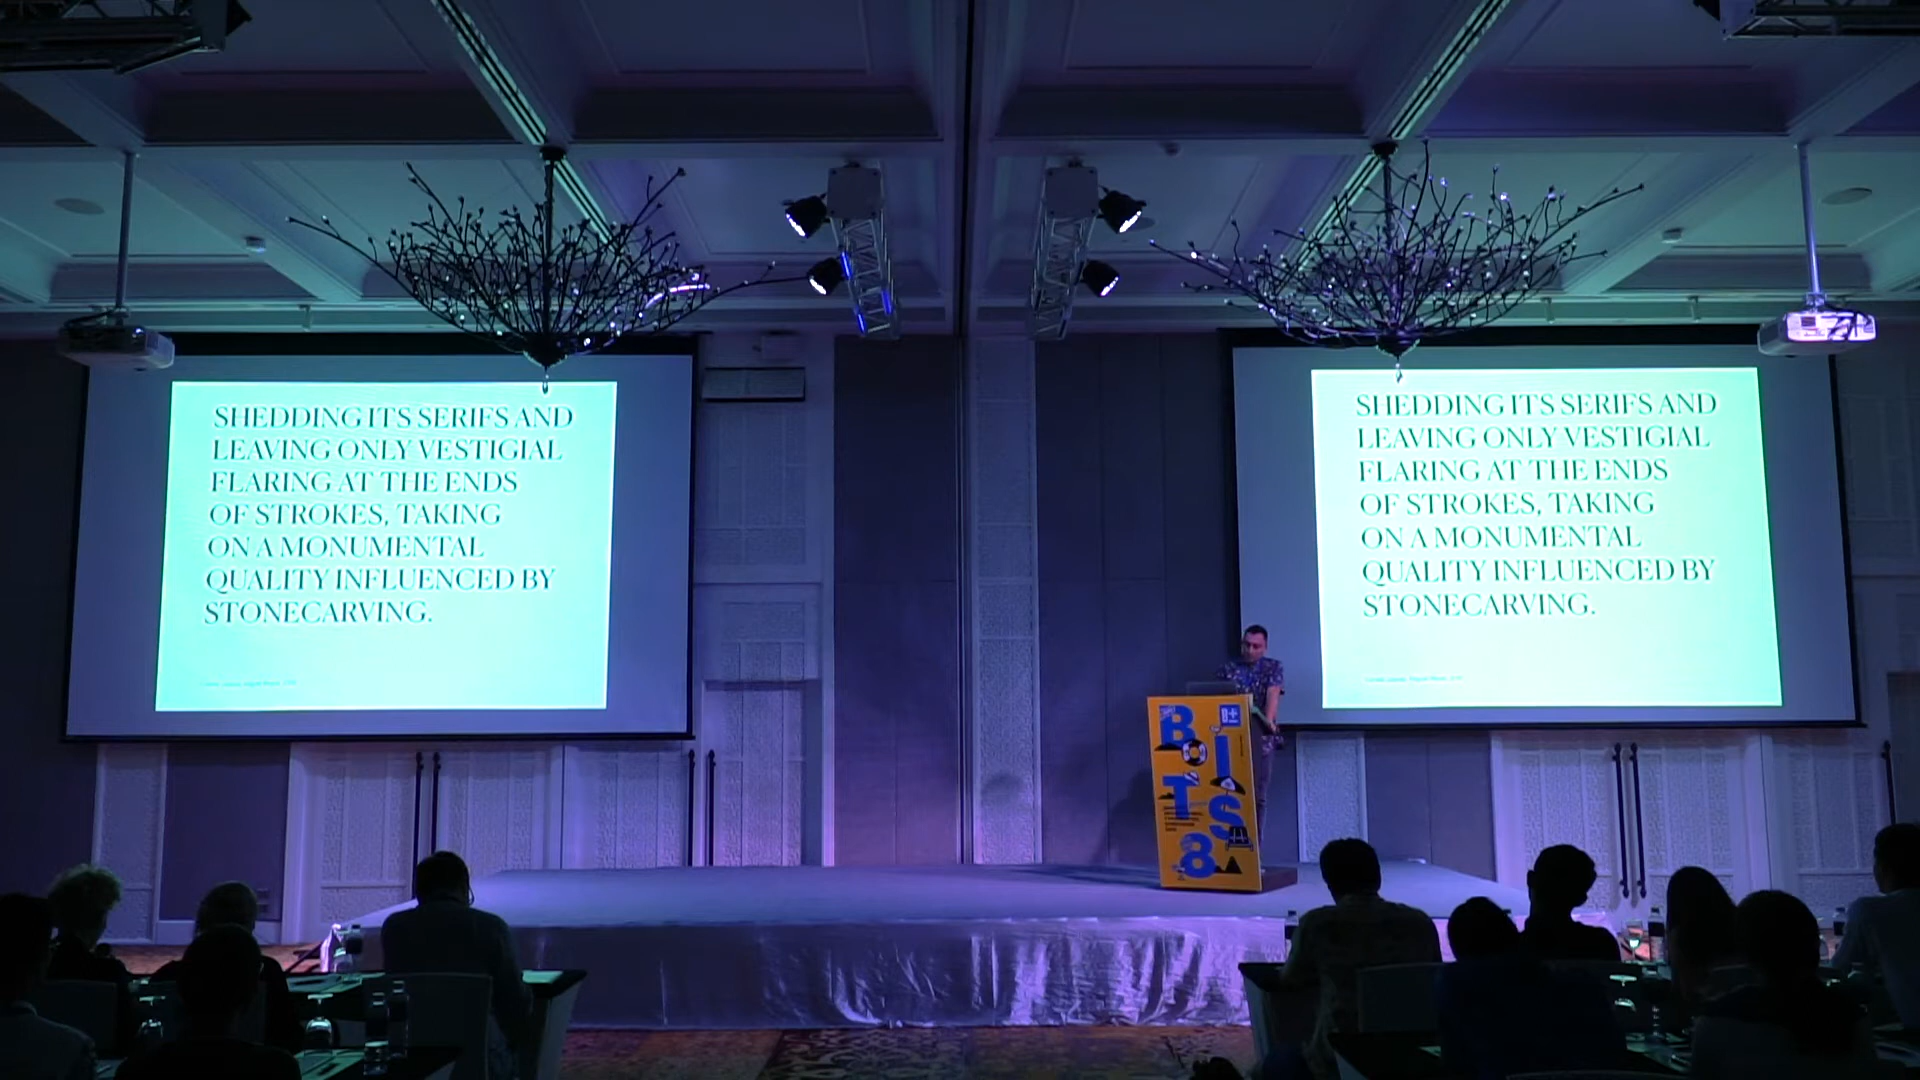 SHEDDING ITS SERIFS AND
LEAVING ONLY VESTIGIAL
FLARING AT THE ENDS
OF STROKES, TAKING
ON A MONUMENTAL
QUALITY INFLUENCED BY
STONECARVING.
SHEDDING ITS SERIFS AND
LEAVING ONLY VESTIGIAL
FLARING AT THE ENDS
OF STROKES, TAKING
ON A MONUMENTAL
QUALITY INFLUENCED BY
STONECARVING.
BITS
8